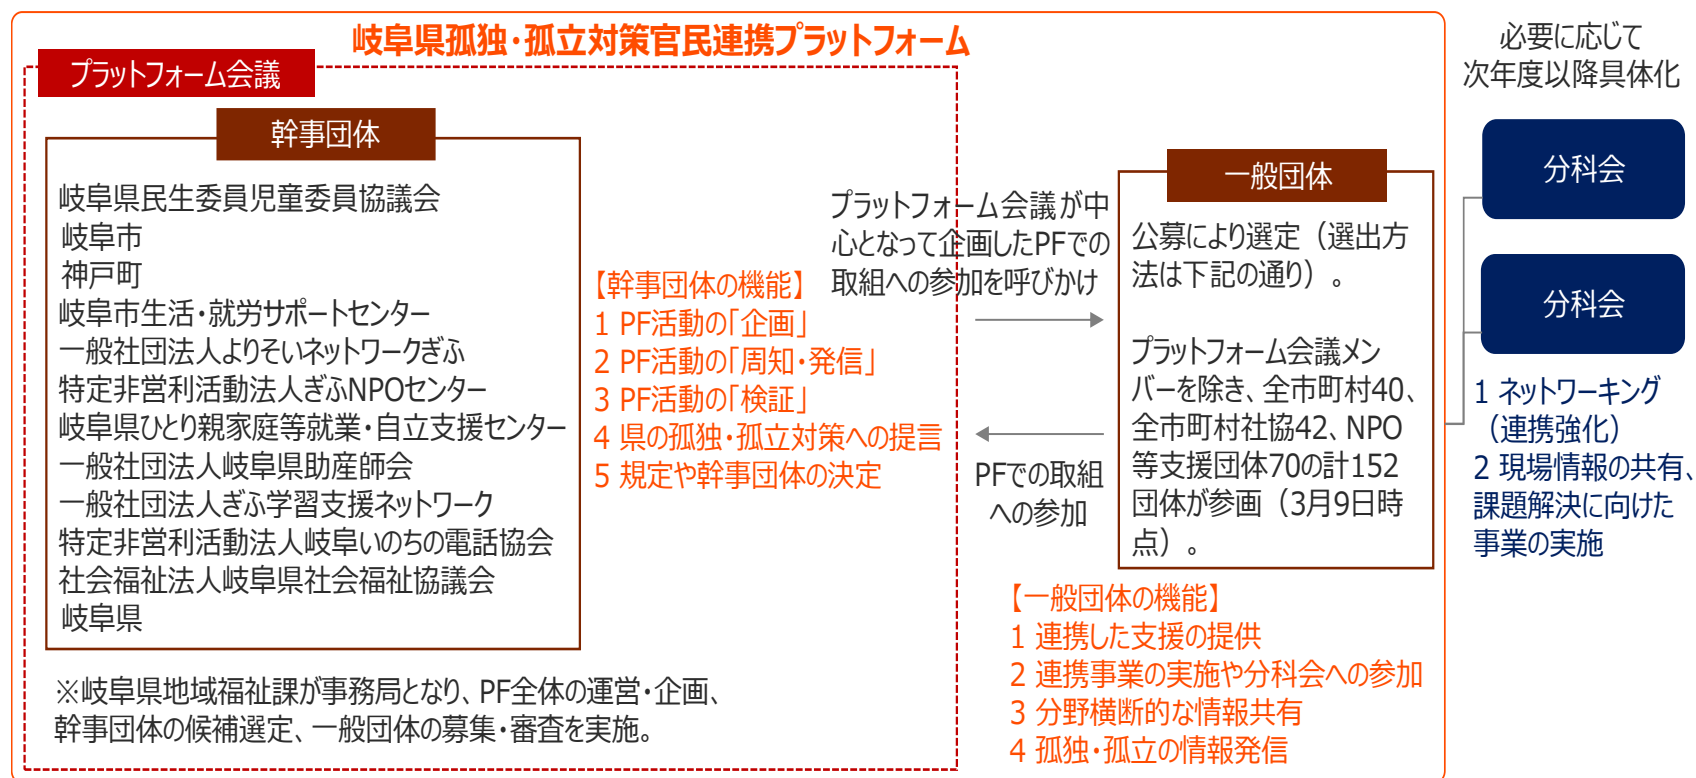 岐阜県孤独・孤立対策官民連携プラットフォーム
プラットフォーム会議
幹事団体
岐阜県民生委員児童委員協議会
岐阜市
神戸町
岐阜市生活・就労サポートセンター
一般社団法人よりそいネットワークぎふ
特定非営利活動法人ぎふNPOセンター
岐阜県ひとり親家庭等就業・自立支援センター
一般社団法人岐阜県助産師会
一般社団法人ぎふ学習支援ネットワーク
特定非営利活動法人岐阜いのちの電話協会
社会福祉法人岐阜県社会福祉協議会
岐阜県
※岐阜県地域福祉課が事務局となり、PF全体の運営・企画、
幹事団体の候補選定、一般団体の募集・審査を実施。
【幹事団体の機能】
1 PF活動の「企画」
2 PF活動の「周知・発信」
3 PF活動の「検証」
4 県の孤独・孤立対策への提言
5 規定や幹事団体の決定
プラットフォーム会議が中
心となって企画したPFでの
取組への参加を呼びかけ
PFでの取組
への参加
一般団体
公募により選定（選出方
法は下記の通り）。
プラットフォーム会議メン
バーを除き、全市町村40、
全市町村社協42、NPO
等支援団体70の計152
団体が参画（3月9日時
点）。
【一般団体の機能】
1 連携した支援の提供
2 連携事業の実施や分科会への参加
3 分野横断的な情報共有
4 孤独・孤立の情報発信
必要に応じて
次年度以降具体化
分科会
分科会
1 ネットワーキング
（連携強化）
2 現場情報の共有、
課題解決に向けた
事業の実施